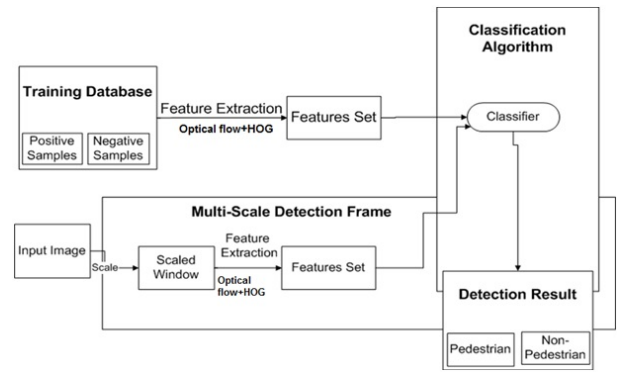 Classification
Algorithm
Training Database
Positive
Samples
Negative
Samples
Feature Extraction
Optical flow+HOG
Features Set
Classifier
Multi-Scale Detection Frame
Input Image
Scale
Scaled
Window
Feature
Extraction
Optical
flow+HOG
Features Set
Detection Result
Pedestrian
Non-
Pedestrian